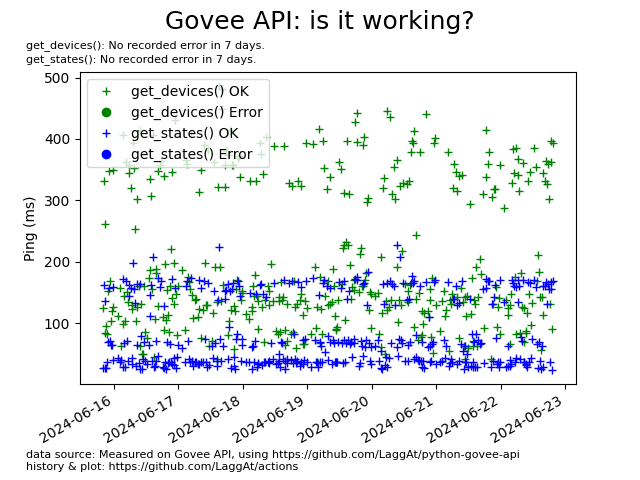 Govee API: is it working?
get_devices(): No recorded error in 7 days.
get_states(): No recorded error in 7 days.
500
400
300
200
100
Ping (ms)
get_devices() OK
get_devices() Error
get_states() OK
get_states() Error
2024-06-16
2024-06-17
2024-06-18
2024-06-19
2024-06-20
2024-06-21
2024-06-22
2024-06-23
data source: Measured on Govee API, using https://github.com/LaggAt/python-govee-api
history & plot: https://github.com/LaggAt/actions